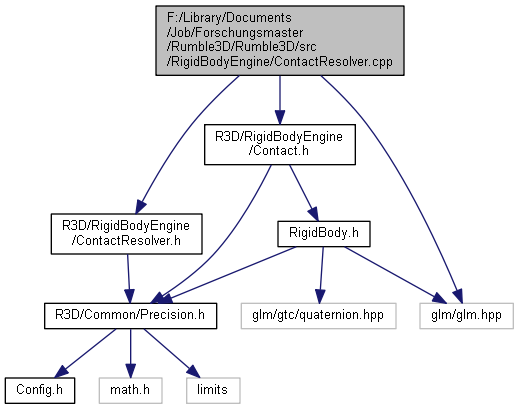 F:/Library/Documents
/Job/Forschungsmaster
/Rumble3D/Rumble3D/src
/RigidBodyEngine/ContactResolver.cpp
R3D/RigidBodyEngine
/Contact.h
R3D/RigidBodyEngine
/ContactResolver.h
RigidBody.h
R3D/Common/Precision.h
glm/gtc/quaternion.hpp
glm/glm.hpp
Config.h
math.h
limits